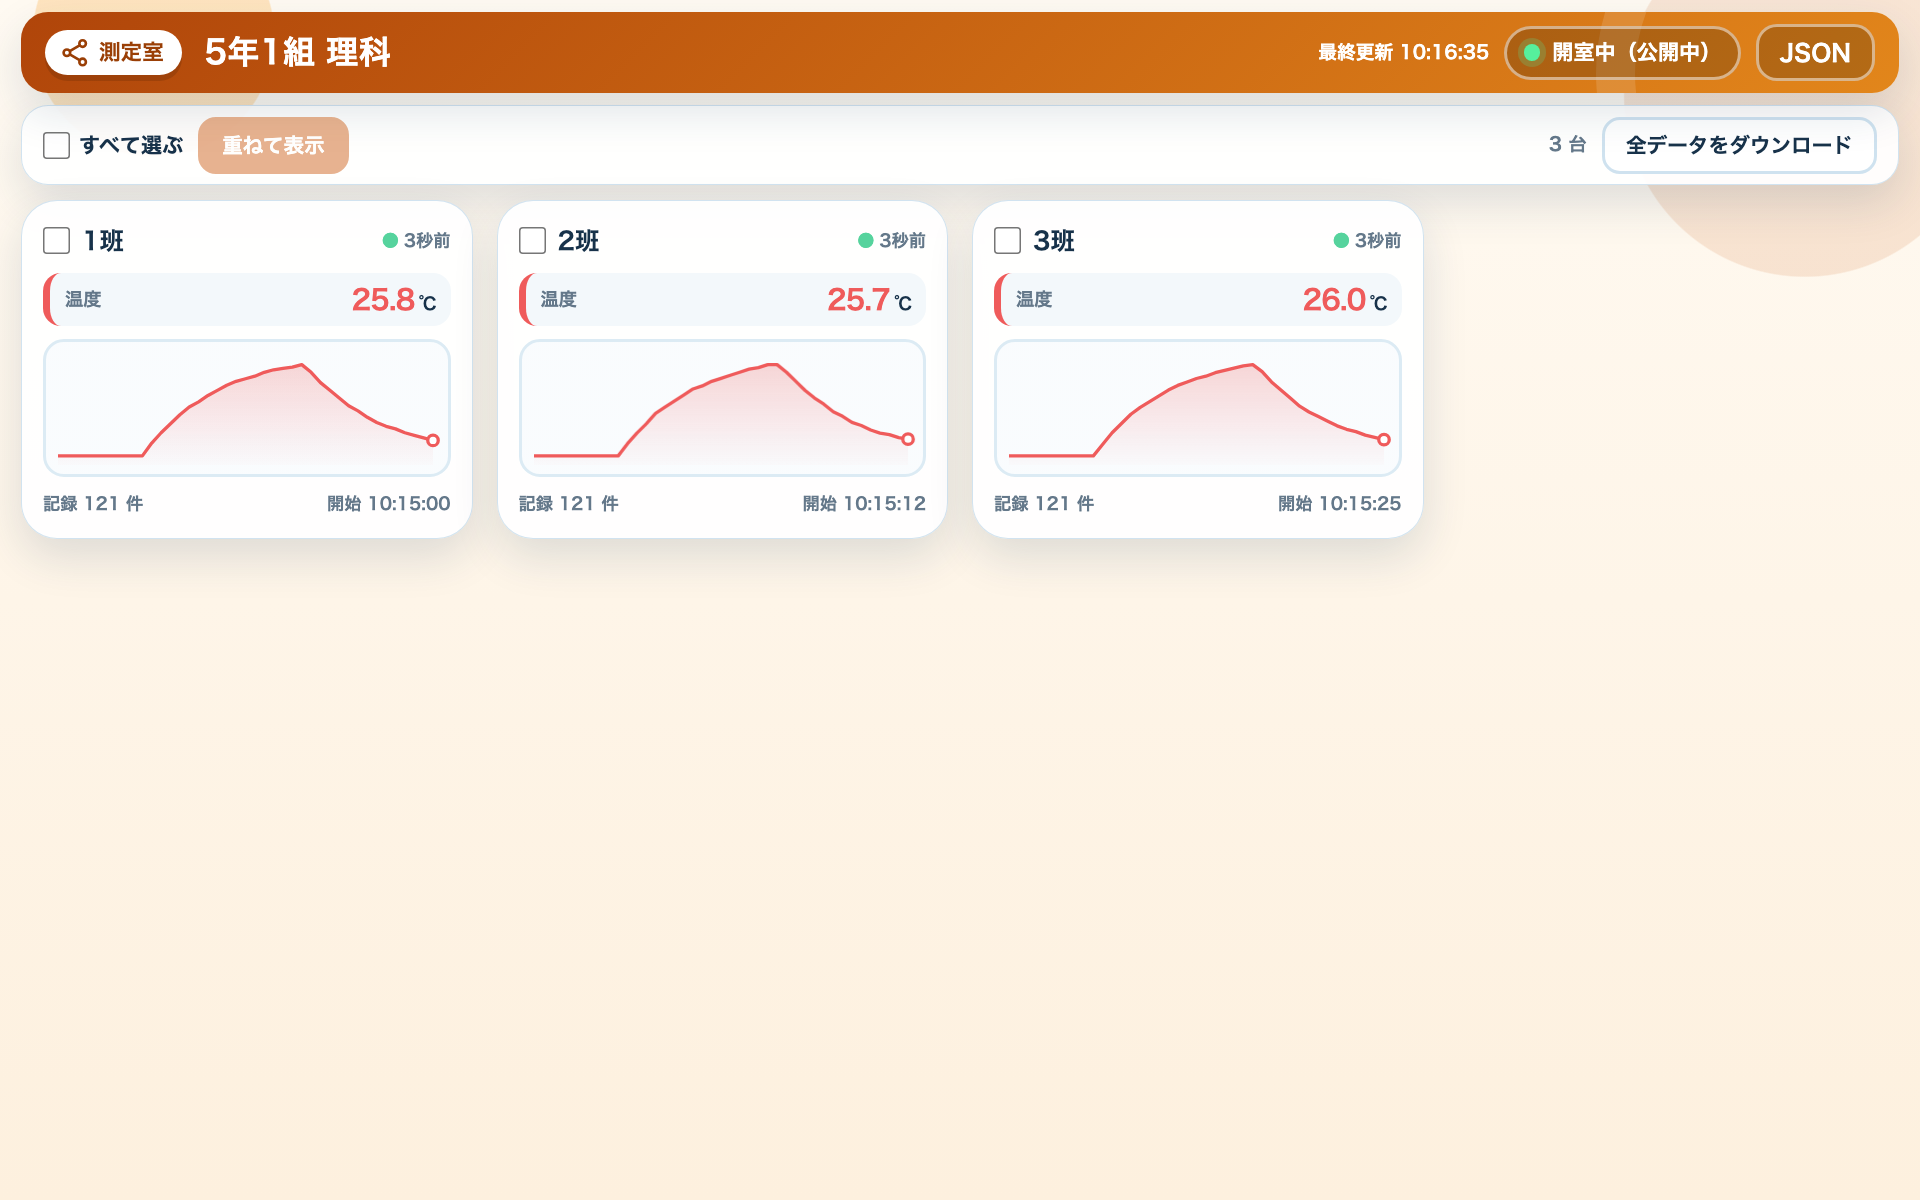 測定室 5年1組 理科 最終更新 10:16:35 開室中（公開中） JSON
すべて選ぶ 重ねて表示 3 台 全データをダウンロード
1班 3秒前
温度 25.8 ℃
記録 121 件 開始 10:15:00
2班 3秒前
温度 25.7 ℃
記録 121 件 開始 10:15:12
3班 3秒前
温度 26.0 ℃
記録 121 件 開始 10:15:25